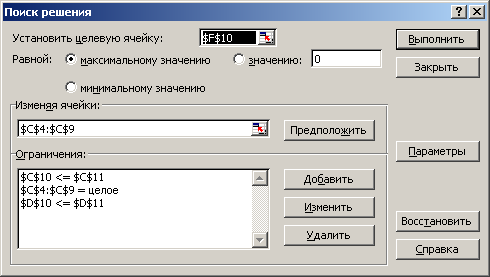 Поиск решения
Установить целевую ячейку: $F$10 Выполнить
Равной: максимальному значению значению: 0 Закрыть
минимальному значению
Изменяя ячейки:
$C$4:$C$9 Предположить
Параметры
Ограничения:
$C$10 <= $C$11 Добавить
$C$4:$C$9 = целое
$D$10 <= $D$11 Изменить
Восстановить
Удалить
Справка